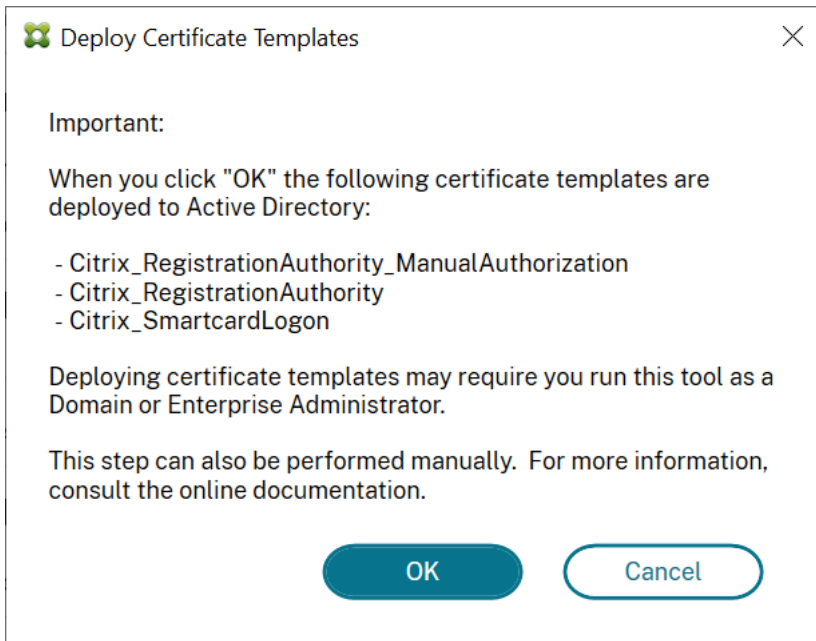 Deploy Certificate Templates
Important:
When you click "OK" the following certificate templates are
deployed to Active Directory:
- Citrix_RegistrationAuthority_ManualAuthorization
- Citrix_RegistrationAuthority
- Citrix_SmartcardLogon
Deploying certificate templates may require you run this tool as a
Domain or Enterprise Administrator.
This step can also be performed manually.  For more information,
consult the online documentation.
OK
Cancel